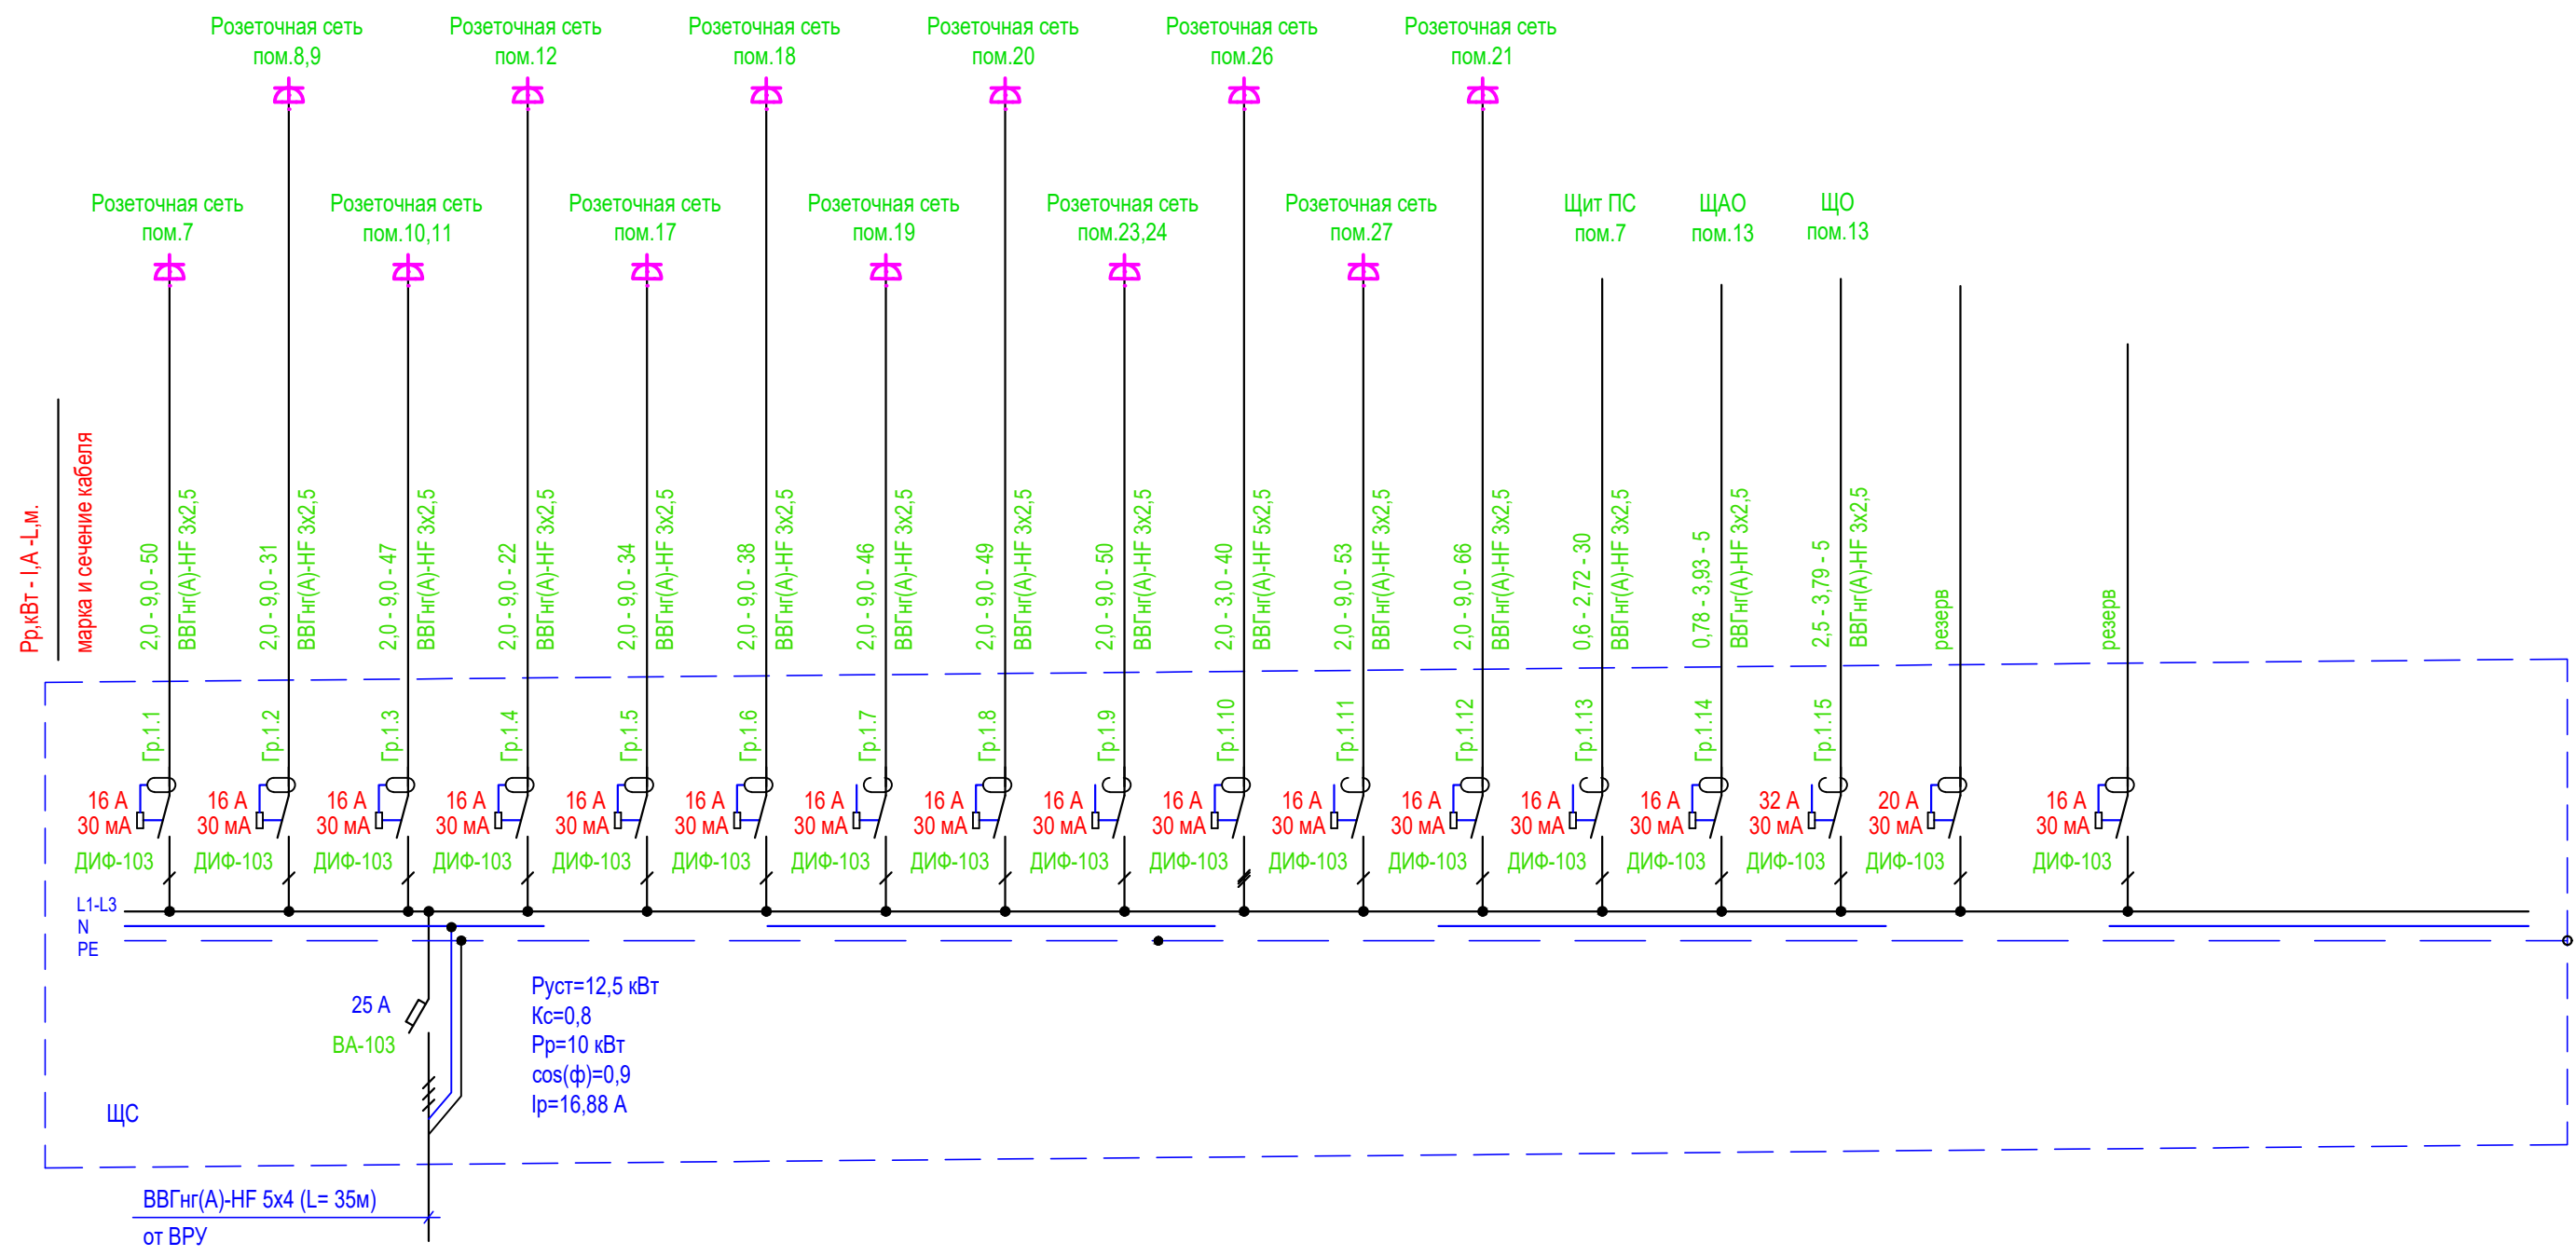 Розеточная сеть
пом.8,9
Розеточная сеть
пом.12
Розеточная сеть
пом.18
Розеточная сеть
пом.20
Розеточная сеть
пом.26
Розеточная сеть
пом.21
Розеточная сеть
пом.7
Розеточная сеть
пом.10,11
Розеточная сеть
пом.17
Розеточная сеть
пом.19
Розеточная сеть
пом.23,24
Розеточная сеть
пом.27
Щит ПС
пом.7
ЩАО
пом.13
ЩО
пом.13
Рр,кВт - I,А -L,м.
марка и сечение кабеля
2,0 - 9,0 - 50
ВВГнг(А)-HF 3х2,5
2,0 - 9,0 - 31
ВВГнг(А)-HF 3х2,5
2,0 - 9,0 - 47
ВВГнг(А)-HF 3х2,5
2,0 - 9,0 - 22
ВВГнг(А)-HF 3х2,5
2,0 - 9,0 - 34
ВВГнг(А)-HF 3х2,5
2,0 - 9,0 - 38
ВВГнг(А)-HF 3х2,5
2,0 - 9,0 - 46
ВВГнг(А)-HF 3х2,5
2,0 - 9,0 - 49
ВВГнг(А)-HF 3х2,5
2,0 - 9,0 - 50
ВВГнг(А)-HF 3х2,5
2,0 - 3,0 - 40
ВВГнг(А)-HF 5х2,5
2,0 - 9,0 - 53
ВВГнг(А)-HF 3х2,5
2,0 - 9,0 - 66
ВВГнг(А)-HF 3х2,5
0,6 - 2,72 - 30
ВВГнг(А)-HF 3х2,5
0,78 - 3,93 - 5
ВВГнг(А)-HF 3х2,5
2,5 - 3,79 - 5
ВВГнг(А)-HF 3х2,5
резерв
резерв
Гр.1.1
Гр.1.2
Гр.1.3
Гр.1.4
Гр.1.5
Гр.1.6
Гр.1.7
Гр.1.8
Гр.1.9
Гр.1.10
Гр.1.11
Гр.1.12
Гр.1.13
Гр.1.14
Гр.1.15
16 А
30 мА
ДИФ-103
16 А
30 мА
ДИФ-103
16 А
30 мА
ДИФ-103
16 А
30 мА
ДИФ-103
16 А
30 мА
ДИФ-103
16 А
30 мА
ДИФ-103
16 А
30 мА
ДИФ-103
16 А
30 мА
ДИФ-103
16 А
30 мА
ДИФ-103
16 А
30 мА
ДИФ-103
16 А
30 мА
ДИФ-103
16 А
30 мА
ДИФ-103
16 А
30 мА
ДИФ-103
16 А
30 мА
ДИФ-103
32 А
30 мА
ДИФ-103
20 А
30 мА
ДИФ-103
16 А
30 мА
ДИФ-103
L1-L3
N
PE
25 А
ВА-103
Руст=12,5 кВт
Кс=0,8
Рр=10 кВт
cos(ф)=0,9
Iр=16,88 А
ЩС
ВВГнг(А)-HF 5х4 (L= 35м)
от ВРУ